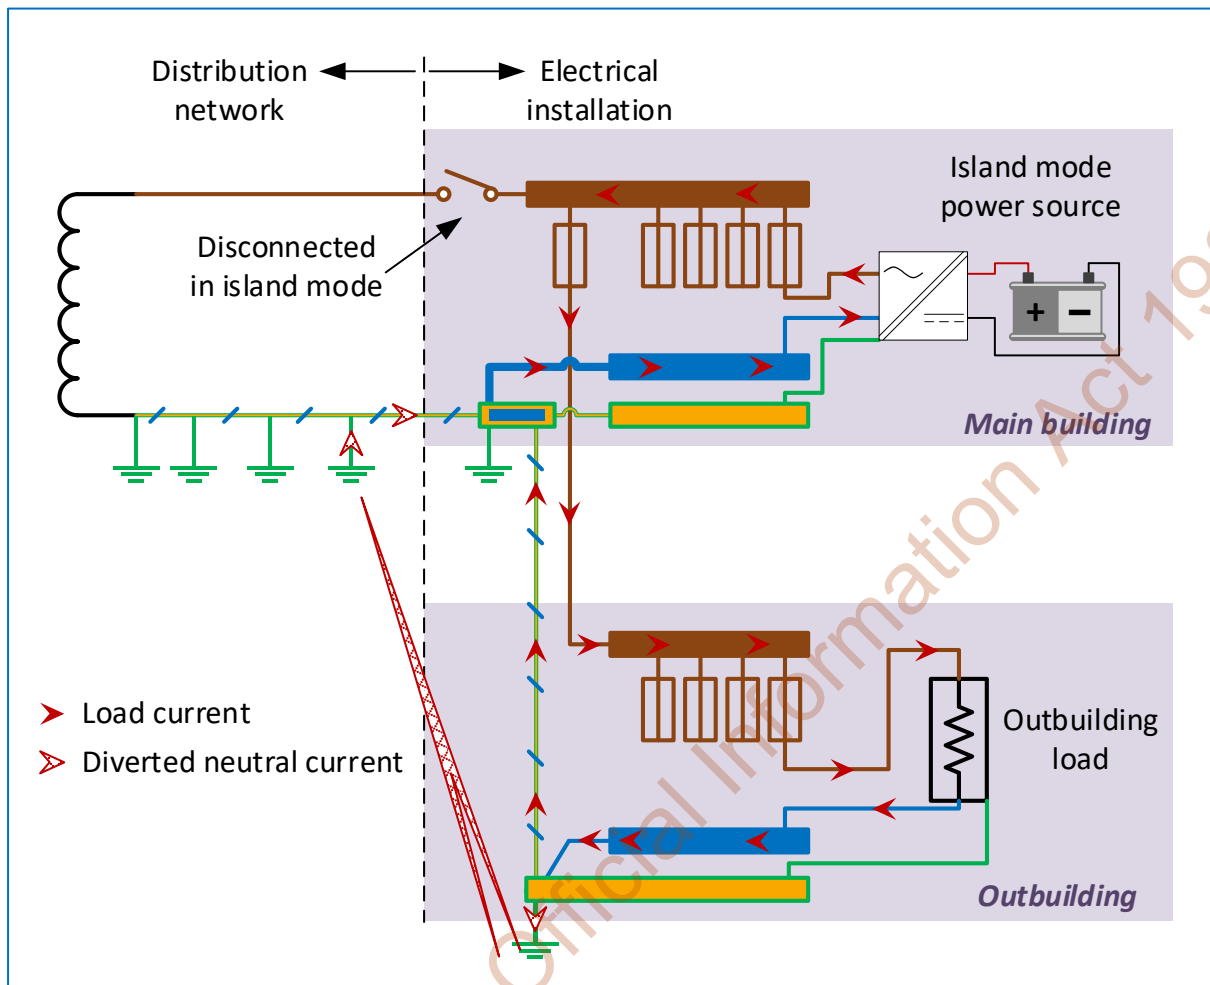 Distribution
network
Electrical
installation
Island mode
power source
Disconnected
in island mode
+ −
Main building
Load current
Diverted neutral current
Outbuilding
load
Outbuilding
Official Information Act 19